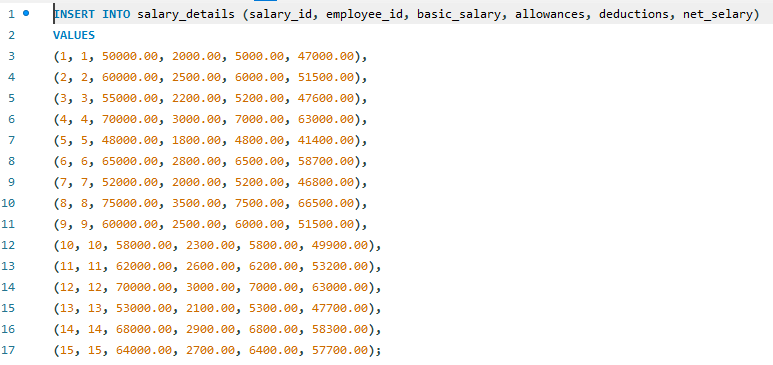 1 INSERT INTO salary_details (salary_id, employee_id, basic_salary, allowances, deductions, net_selary)
2 VALUES
3 (1, 1, 50000.00, 2000.00, 5000.00, 47000.00),
4 (2, 2, 60000.00, 2500.00, 6000.00, 51500.00),
5 (3, 3, 55000.00, 2200.00, 5200.00, 47600.00),
6 (4, 4, 70000.00, 3000.00, 7000.00, 63000.00),
7 (5, 5, 48000.00, 1800.00, 4800.00, 41400.00),
8 (6, 6, 65000.00, 2800.00, 6500.00, 58700.00),
9 (7, 7, 52000.00, 2000.00, 5200.00, 46800.00),
10 (8, 8, 75000.00, 3500.00, 7500.00, 66500.00),
11 (9, 9, 60000.00, 2500.00, 6000.00, 51500.00),
12 (10, 10, 58000.00, 2300.00, 5800.00, 49900.00),
13 (11, 11, 62000.00, 2600.00, 6200.00, 53200.00),
14 (12, 12, 70000.00, 3000.00, 7000.00, 63000.00),
15 (13, 13, 53000.00, 2100.00, 5300.00, 47700.00),
16 (14, 14, 68000.00, 2900.00, 6800.00, 58300.00),
17 (15, 15, 64000.00, 2700.00, 6400.00, 57700.00);